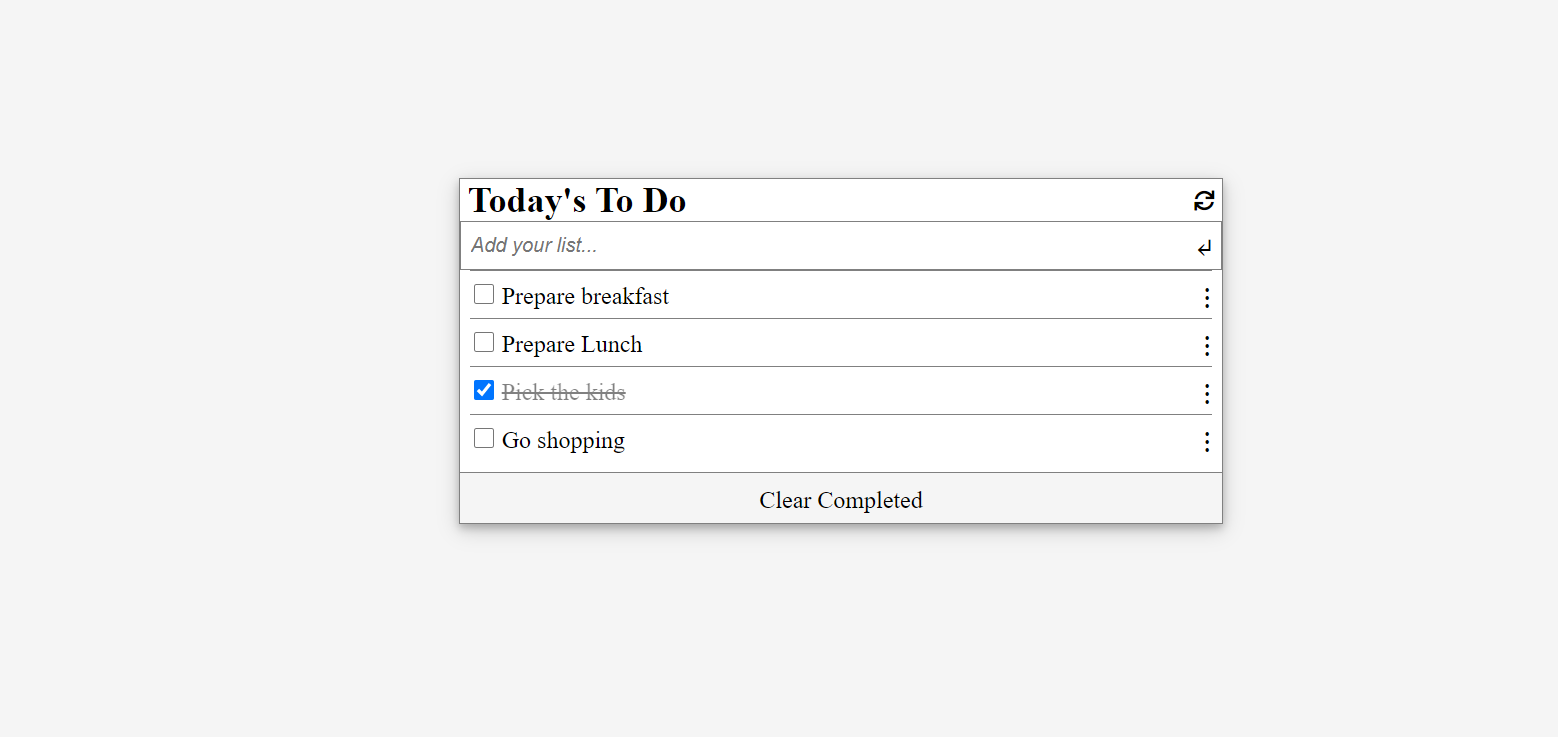 Today's To Do
Add your list...
Prepare breakfast
Prepare Lunch
Pick the kids
Go shopping
Clear Completed